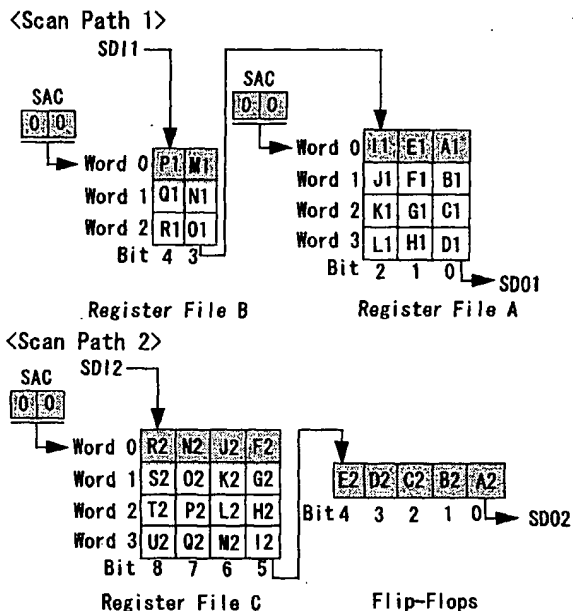 <Scan Path 1>
SDI1
SAC
0 0
SAC
0 0
Word 0 P1 M1
Word 1 Q1 N1
Word 2 R1 O1
Bit 4 3
Register File B
Word 0 I1 E1 A1
Word 1 J1 F1 B1
Word 2 K1 G1 C1
Word 3 L1 H1 D1
Bit 2 1 0
SDO1
Register File A
<Scan Path 2>
SDI2
SAC
0 0
Word 0 R2 N2 J2 F2
Word 1 S2 O2 K2 G2
Word 2 T2 P2 L2 H2
Word 3 U2 Q2 M2 I2
Bit 8 7 6 5
Register File C
E2 D2 C2 B2 A2
Bit 4 3 2 1 0
SDO2
Flip-Flops